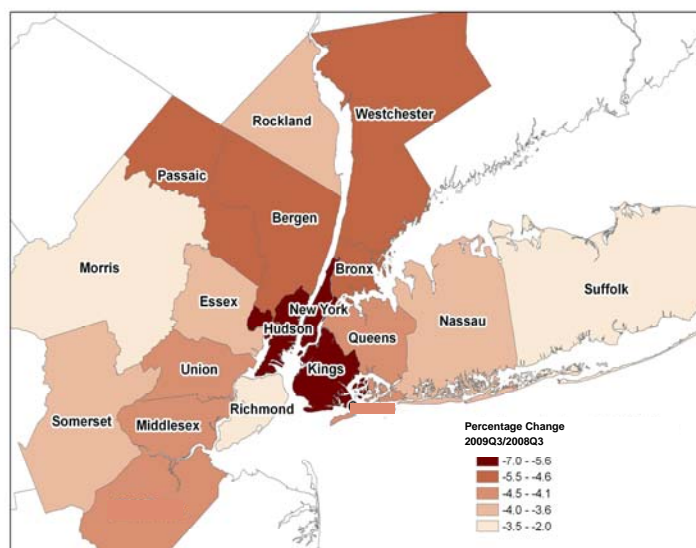 Westchester
Rockland
Passaic
Bergen
Morris
Bronx
Suffolk
Essex
New York
Nassau
Hudson
Queens
Union
Kings
Richmond
Somerset
Middlesex
Percentage Change
2009Q3/2008Q3
-7.0 - -5.6
-5.5 - -4.6
-4.5 - -4.1
-4.0 - -3.6
-3.5 - -2.0